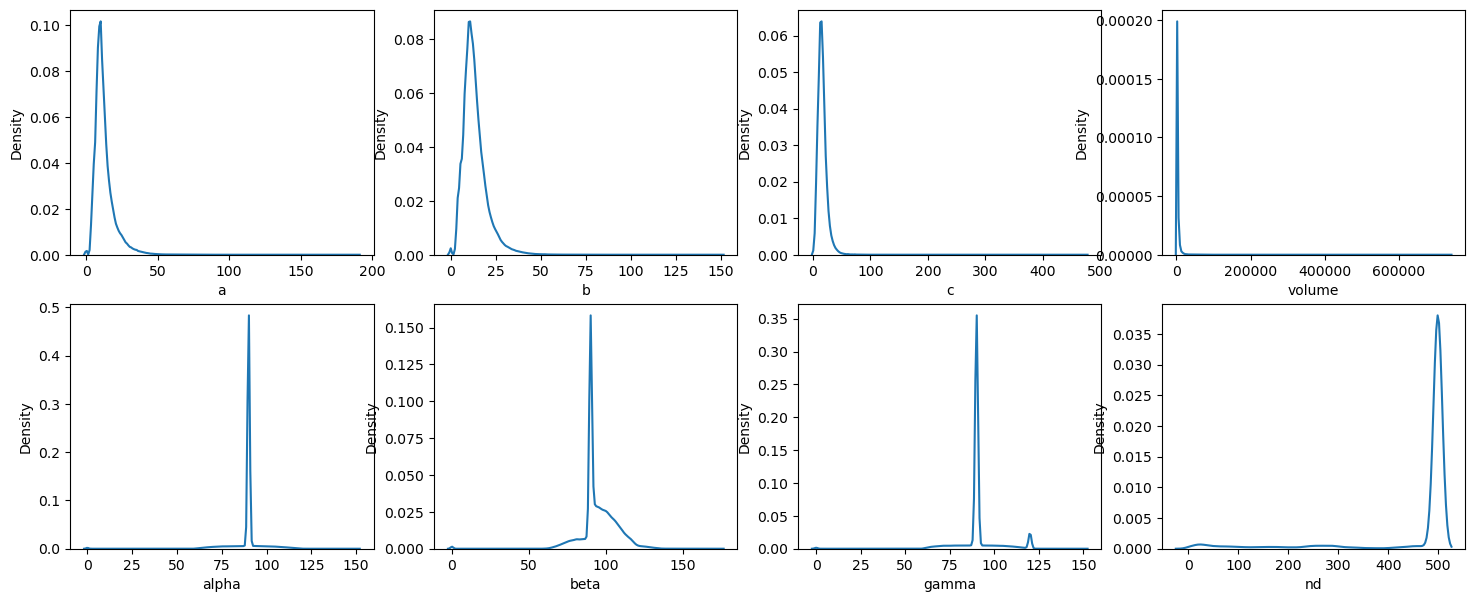 0.10
0.08
0.06
0.04
0.02
0.00
Density
0 50 100 150 200
a
0.08
0.06
0.04
0.02
0.00
Density
0 25 50 75 100 125 150
b
0.06
0.05
0.04
0.03
0.02
0.01
0.00
Density
0 100 200 300 400 500
c
0.00020
0.00015
0.00010
0.00005
0.00000
Density
0 200000 400000 600000
volume
0.5
0.4
0.3
0.2
0.1
0.0
Density
0 25 50 75 100 125 150
alpha
0.150
0.125
0.100
0.075
0.050
0.025
0.000
Density
0 50 100 150
beta
0.35
0.30
0.25
0.20
0.15
0.10
0.05
0.00
Density
0 25 50 75 100 125 150
gamma
0.035
0.030
0.025
0.020
0.015
0.010
0.005
0.000
Density
0 100 200 300 400 500
nd